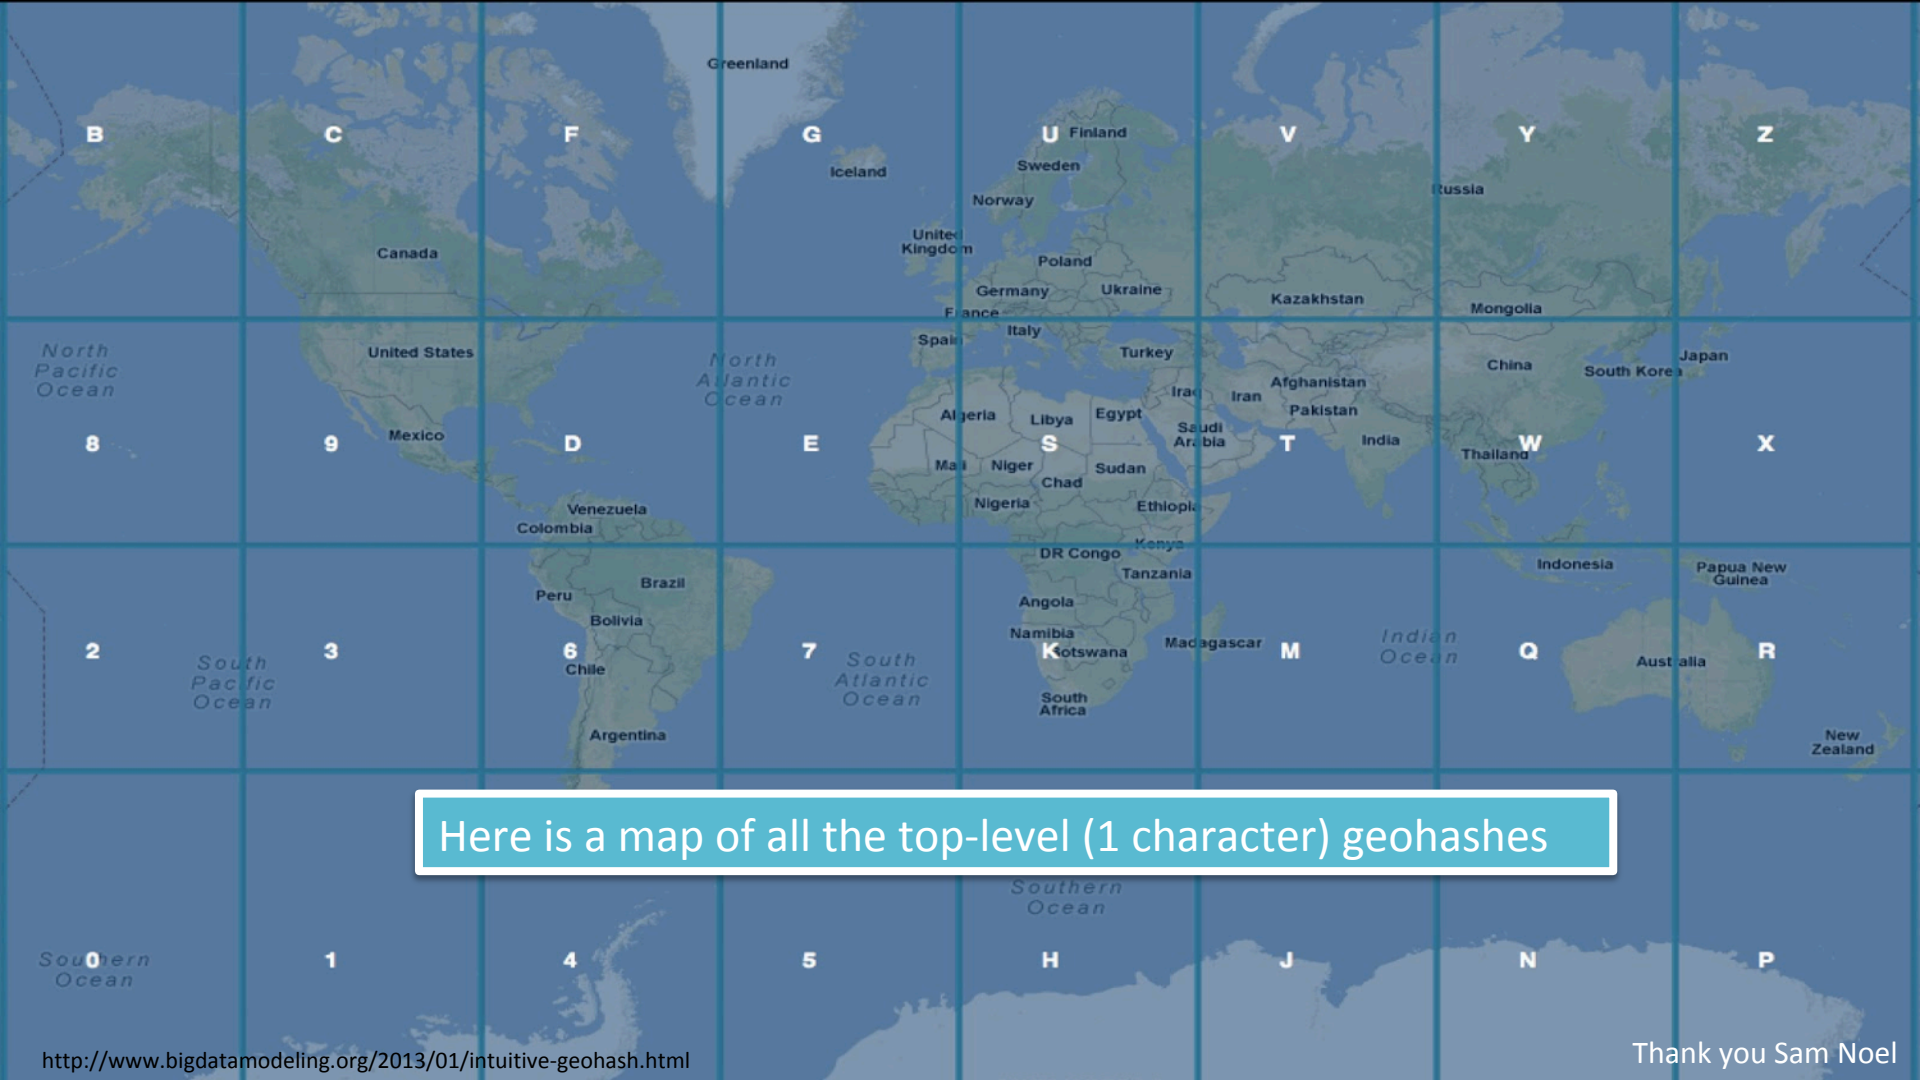 Greenland
B C F G U Finland V Y Z
Sweden
Iceland
Russia
Norway
United
Kingdom
Canada
Poland
Germany
Ukraine
Kazakhstan
Mongolia
France
Italy
Spain
North
Pacific
Ocean
United States
North
Atlantic
Ocean
Turkey
China
Japan
South Korea
Iraq
Iran
Afghanistan
Pakistan
Algeria
Libya
Egypt
Saudi
Arabia
India
Mexico
8 9 D E S T W X
Thailand
Mali
Niger
Sudan
Chad
Nigeria
Ethiopia
Venezuela
Colombia
Kenya
DR Congo
Tanzania
Indonesia
Papua New
Guinea
Brazil
Peru
Angola
Bolivia
Namibia
Botswana
Madagascar
Indian
Ocean
2 3 6 7 K M Q R
South
Pacific
Ocean
Chile
South
Atlantic
Ocean
Australia
South
Africa
Argentina
New
Zealand
Here is a map of all the top-level (1 character) geohashes
Southern
Ocean
0 1 4 5 H J N P
Southern
Ocean
http://www.bigdatamodeling.org/2013/01/intuitive-geohash.html
Thank you Sam Noel